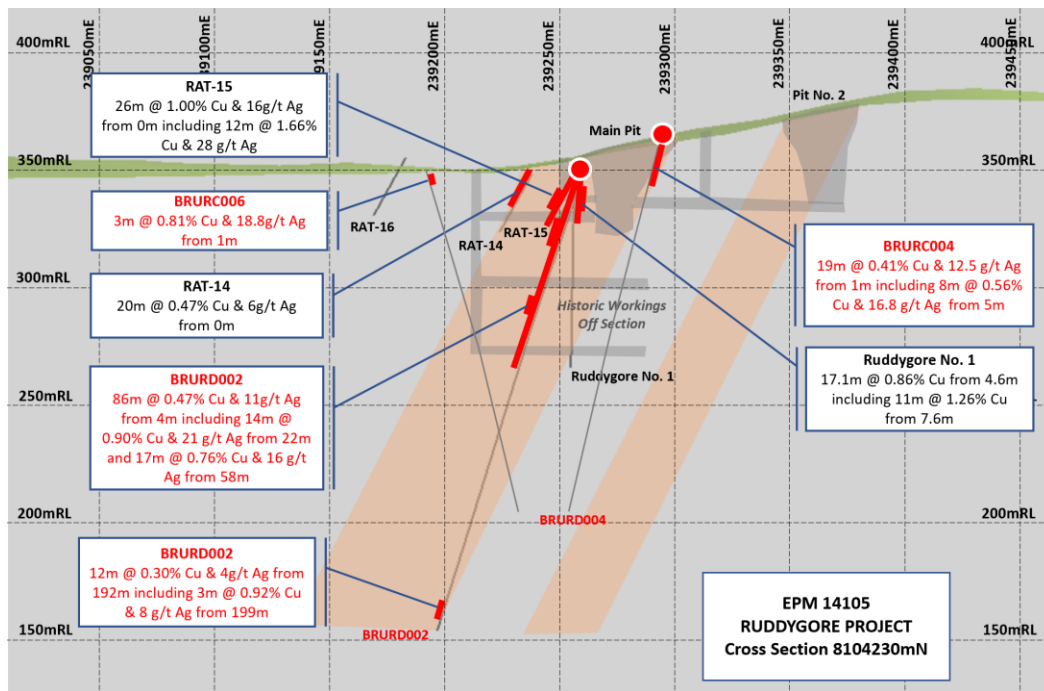 400mRL
239050mE
239100mE
239150mE
239200mE
239250mE
239300mE
239350mE
239400mE
239450mE
400mRL
RAT-15
26m @ 1.00% Cu & 16g/t Ag
from 0m including 12m @ 1.66%
Cu & 28 g/t Ag
Pit No. 2
Main Pit
350mRL
350mRL
BRURC006
3m @ 0.81% Cu & 18.8g/t Ag
from 1m
RAT-16
RAT-14
RAT-15
BRURC004
19m @ 0.41% Cu & 12.5 g/t Ag
from 1m including 8m @ 0.56%
Cu & 16.8 g/t Ag from 5m
RAT-14
20m @ 0.47% Cu & 6g/t Ag
from 0m
300mRL
300mRL
Historic Workings
Off Section
Ruddygore No. 1
Ruddygore No. 1
17.1m @ 0.86% Cu from 4.6m
including 11m @ 1.26% Cu
from 7.6m
BRURD002
86m @ 0.47% Cu & 11g/t Ag
from 4m including 14m @
0.90% Cu & 21 g/t Ag from 22m
and 17m @ 0.76% Cu & 16 g/t
Ag from 58m
250mRL
250mRL
200mRL
BRURD004
200mRL
BRURD002
12m @ 0.30% Cu & 4g/t Ag from
192m including 3m @ 0.92% Cu
& 8 g/t Ag from 199m
BRURD002
150mRL
150mRL
EPM 14105
RUDDYGORE PROJECT
Cross Section 8104230mN